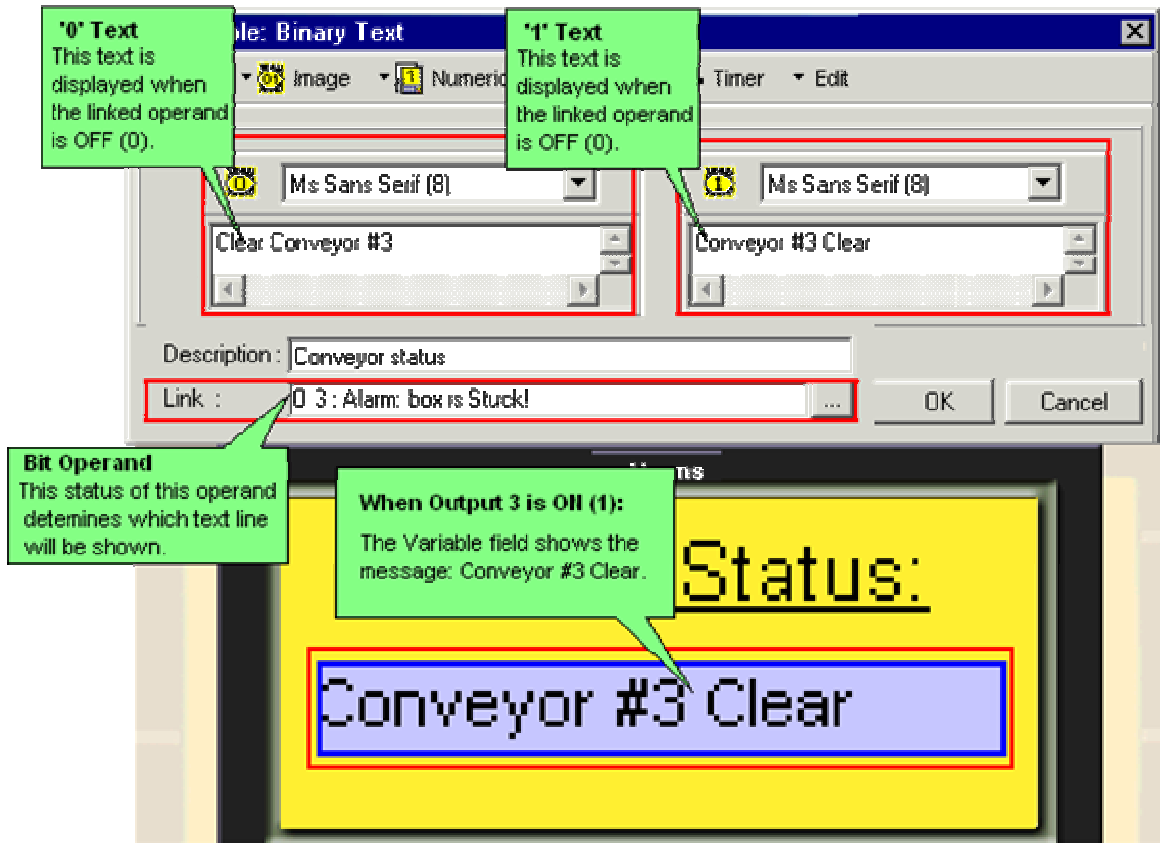 '0' Text
This text is
displayed when
the linked operand
is OFF (0).
ble: Binary Text
'1' Text
This text is
displayed when
the linked operand
is OFF (0).
Image
Numeric
Timer
Edit
Ms Sans Serif (8)
Ms Sans Serif (8)
Clear Conveyor #3
Conveyor #3 Clear
Description :
Conveyor status
Link :
O 3 : Alarm: box is Stuck!
...
OK
Cancel
Bit Operand
This status of this operand
detemines which text line
will be shown.
When Output 3 is ON (1):
The Variable field shows the
message: Conveyor #3 Clear.
Status:
Conveyor #3 Clear